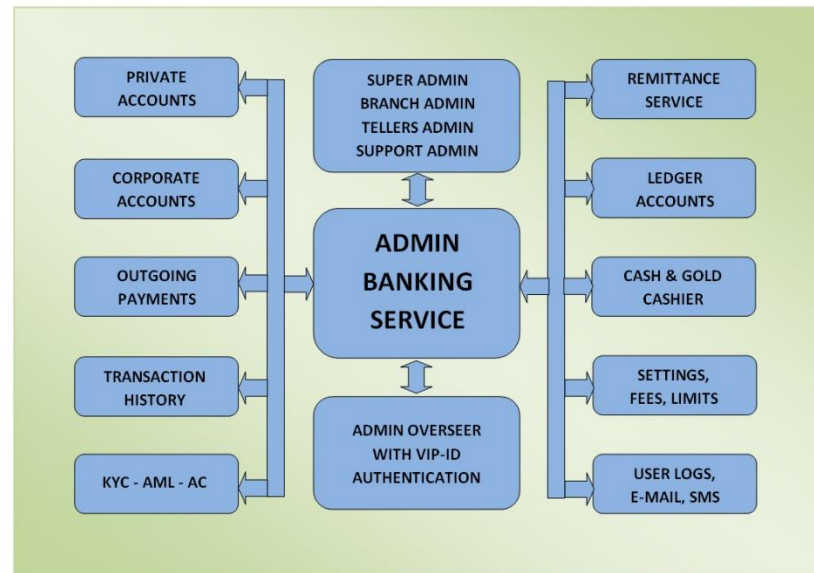 PRIVATE
ACCOUNTS
CORPORATE
ACCOUNTS
OUTGOING
PAYMENTS
TRANSACTION
HISTORY
KYC - AML - AC
SUPER ADMIN
BRANCH ADMIN
TELLERS ADMIN
SUPPORT ADMIN
ADMIN
BANKING
SERVICE
ADMIN OVERSEER
WITH VIP-ID
AUTHENTICATION
REMITTANCE
SERVICE
LEDGER
ACCOUNTS
CASH & GOLD
CASHIER
SETTINGS,
FEES, LIMITS
USER LOGS,
E-MAIL, SMS